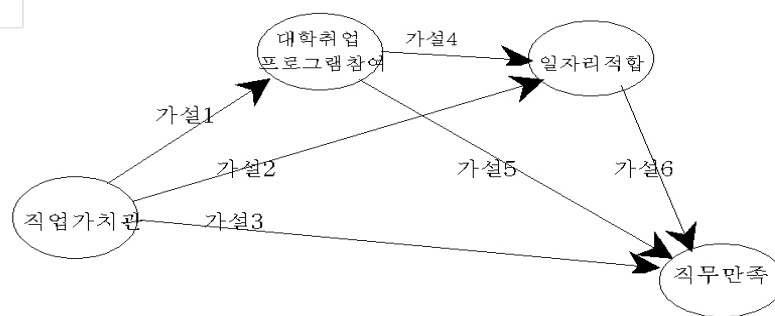 대학취업
프로그램참여
가설4
일자리적합
가설1
가설2
가설5
가설6
직업가치관
가설3
직무만족